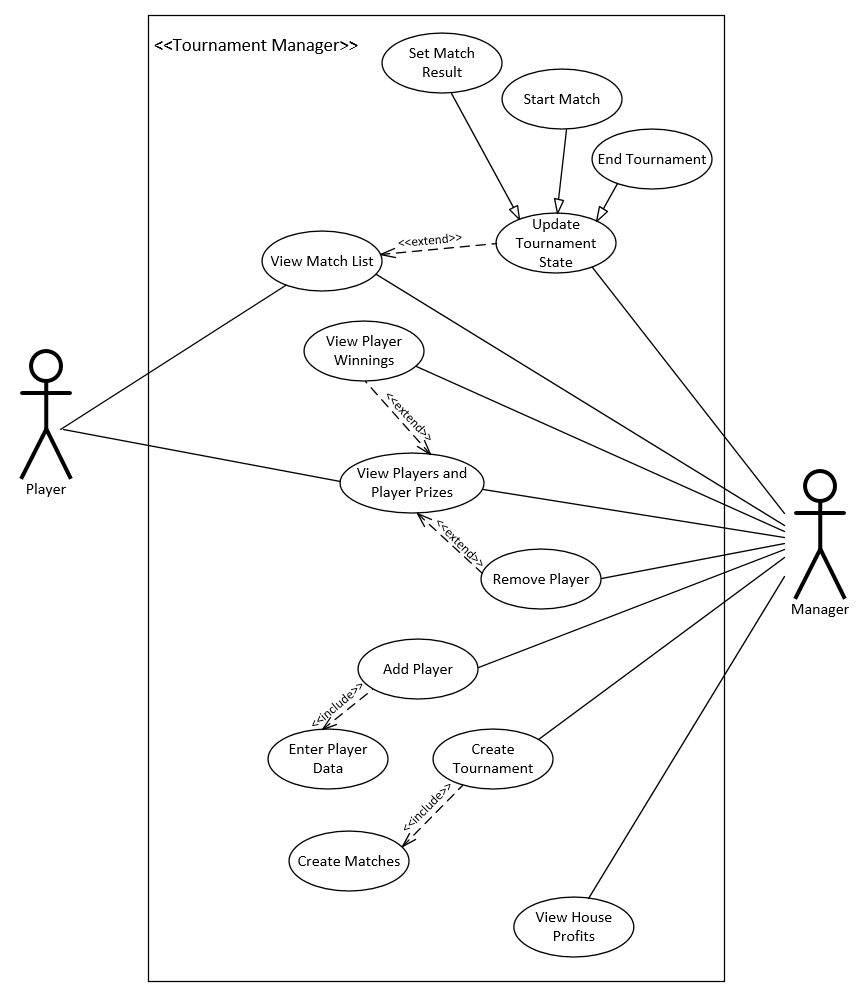 <<Tournament Manager>>
Set Match
Result
Start Match
End Tournament
Update
Tournament
State
<<extend>>
View Match List
View Player
Winnings
<<extend>>
View Players and
Player Prizes
Player
<<extend>>
Remove Player
Manager
Add Player
<<include>>
Enter Player
Data
Create
Tournament
<<include>>
Create Matches
View House
Profits